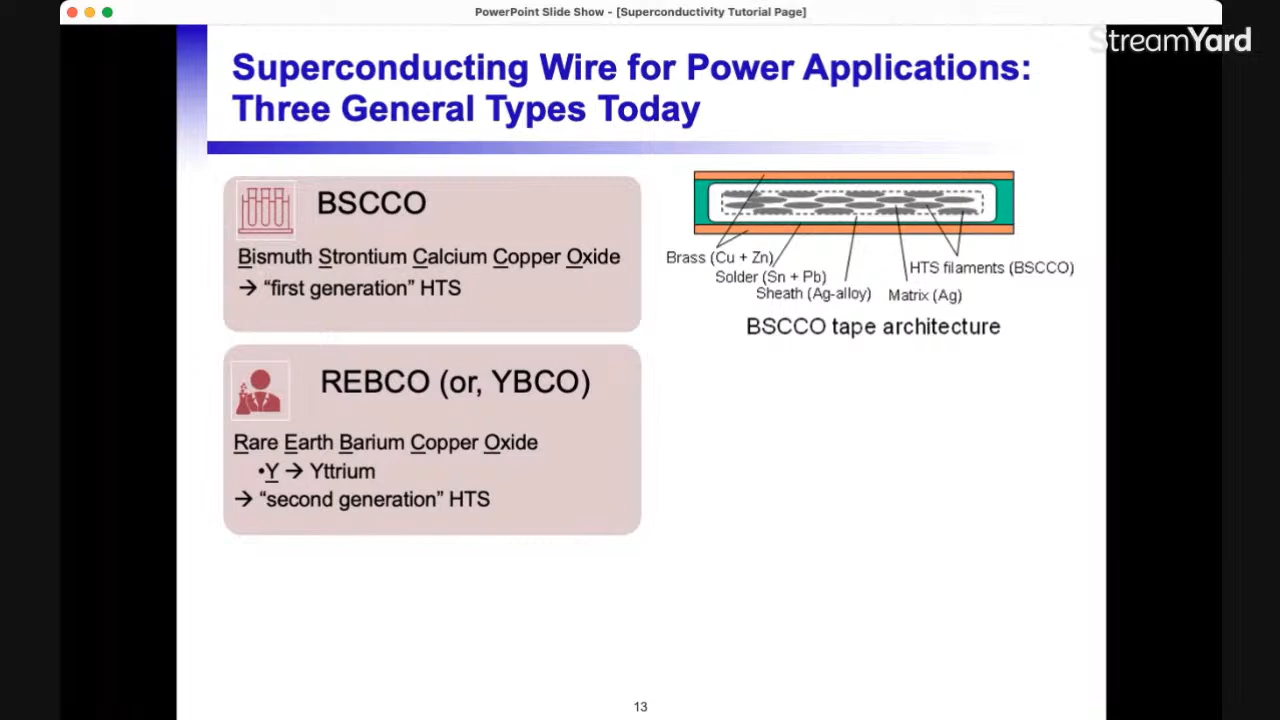 PowerPoint Slide Show - [Superconductivity Tutorial Page]
StreamYard
Superconducting Wire for Power Applications:
Three General Types Today
BSCCO
Bismuth Strontium Calcium Copper Oxide
→ “first generation” HTS
Brass (Cu + Zn)
Solder (Sn + Pb)
Sheath (Ag-alloy)
Matrix (Ag)
HTS filaments (BSCCO)
BSCCO tape architecture
REBCO (or, YBCO)
Rare Earth Barium Copper Oxide
•Y → Yttrium
→ “second generation” HTS
13